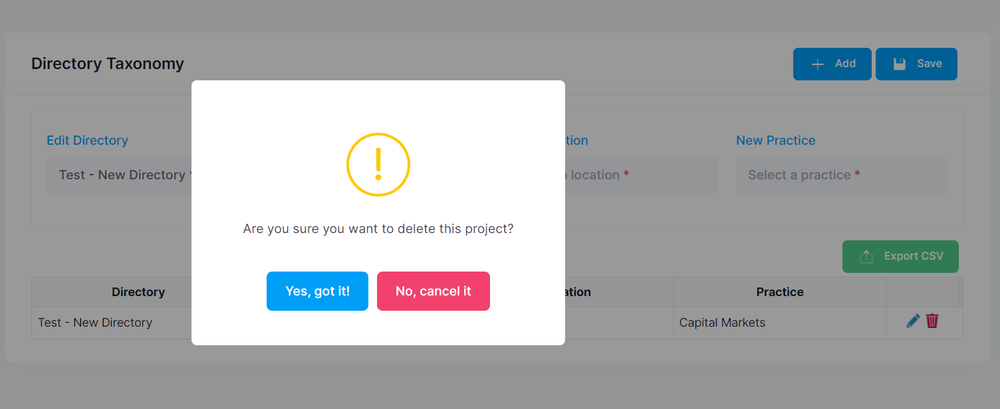 Directory Taxonomy
Add
Save
Edit Directory
New Practice
Test - New Directory *
location *
Select a practice *
!
Are you sure you want to delete this project?
Yes, got it!
No, cancel it
Export CSV
Directory
Practice
Test - New Directory
Capital Markets